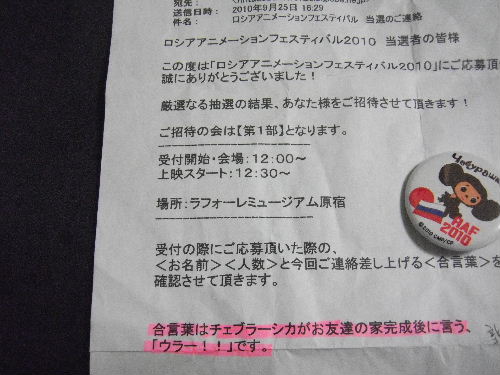 宛先：
送信日時： 2010年9月25日 16:29
件名： ロシアアニメーションフェスティバル 当選のご連絡
ロシアアニメーションフェスティバル2010 当選者の皆様
この度は「ロシアアニメーションフェスティバル2010」にご応募頂
誠にありがとうございました！
厳選なる抽選の結果、あなた様をご招待させて頂きます！
ご招待の会は【第1部】となります。
受付開始・会場：12:00～
上映スタート：12:30～
場所：ラフォーレミュージアム原宿
Чебурашка
RAF
2010
受付の際にご応募頂いた際の、
＜お名前＞＜人数＞と今回ご連絡差し上げる＜合言葉＞を
確認させて頂きます。
合言葉はチェブラーシカがお友達の家完成後に言う、
「ウラー！！」です。